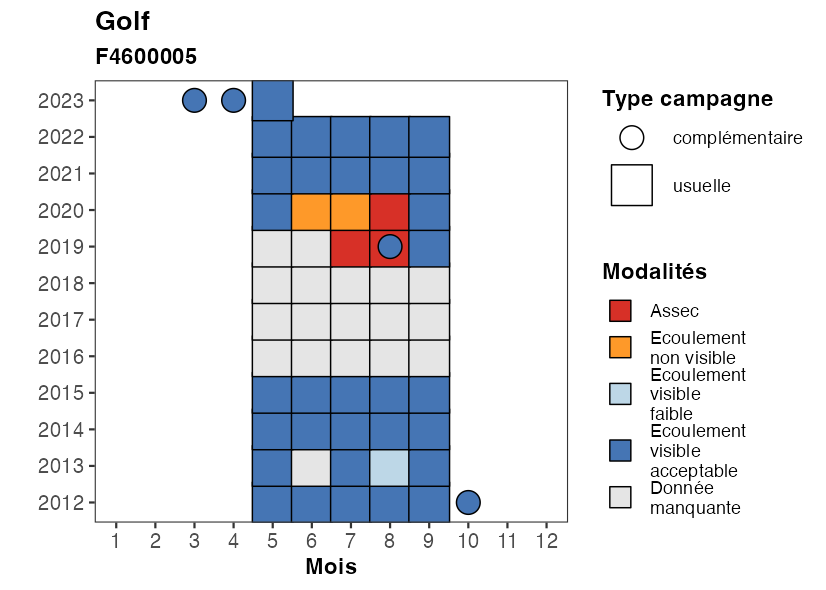 Golf
F4600005
2023
2022
2021
2020
2019
2018
2017
2016
2015
2014
2013
2012
1 2 3 4 5 6 7 8 9 10 11 12
Mois
Type campagne
complémentaire
usuelle
Modalités
Assec
Ecoulement
non visible
Ecoulement
visible
faible
Ecoulement
visible
acceptable
Donnée
manquante